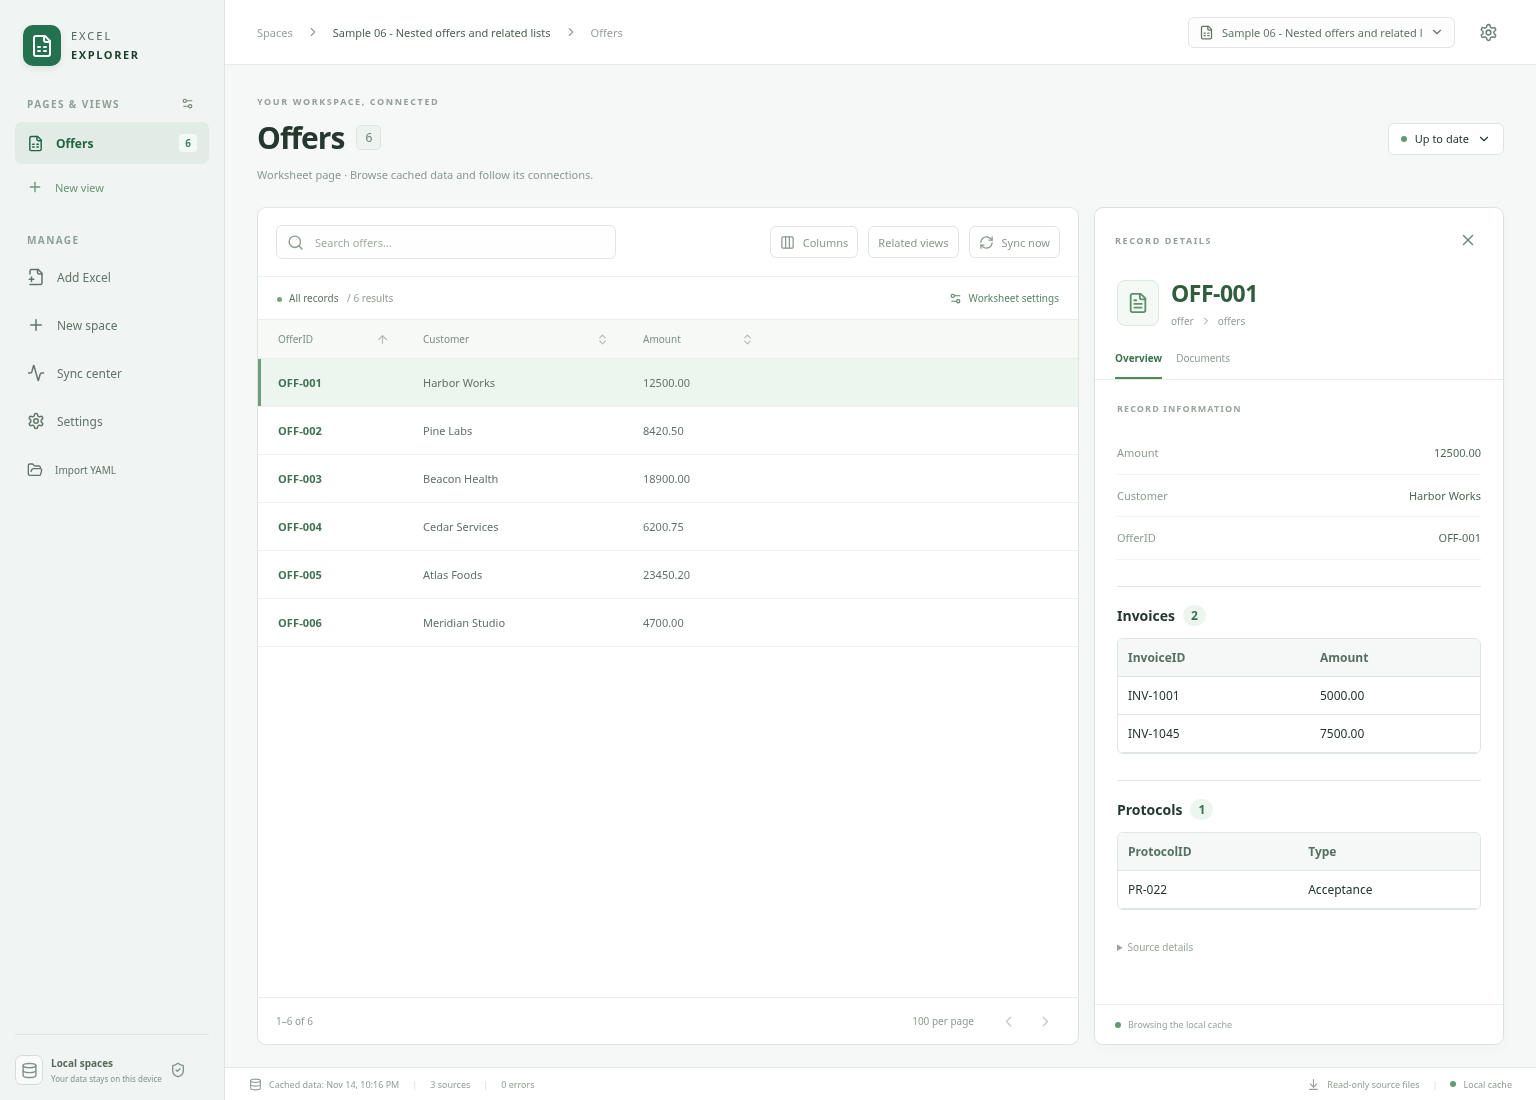 EXCEL
EXPLORER
PAGES & VIEWS
Offers 6
New view
MANAGE
Add Excel
New space
Sync center
Settings
Import YAML
Local spaces
Your data stays on this device
Spaces > Sample 06 - Nested offers and related lists > Offers
Sample 06 - Nested offers and related l
YOUR WORKSPACE, CONNECTED
Offers 6
Up to date
Worksheet page · Browse cached data and follow its connections.
Search offers...
Columns Related views Sync now
All records / 6 results
Worksheet settings
OfferID Customer Amount
OFF-001 Harbor Works 12500.00
OFF-002 Pine Labs 8420.50
OFF-003 Beacon Health 18900.00
OFF-004 Cedar Services 6200.75
OFF-005 Atlas Foods 23450.20
OFF-006 Meridian Studio 4700.00
1–6 of 6
100 per page
RECORD DETAILS
OFF-001
offer > offers
Overview Documents
RECORD INFORMATION
Amount 12500.00
Customer Harbor Works
OfferID OFF-001
Invoices 2
InvoiceID Amount
INV-1001 5000.00
INV-1045 7500.00
Protocols 1
ProtocolID Type
PR-022 Acceptance
Source details
Browsing the local cache
Cached data: Nov 14, 10:16 PM | 3 sources | 0 errors
Read-only source files | Local cache